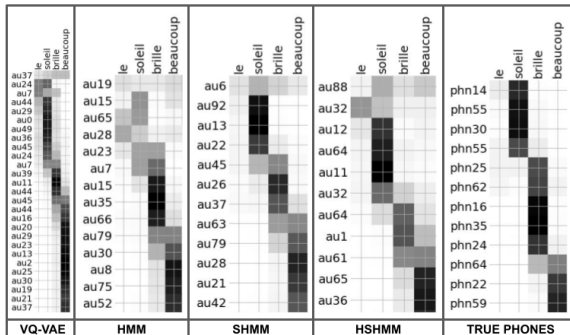 le
soleil
brille
beaucoup
au37
au24
au7
au44
au29
au0
au49
au36
au45
au24
au7
au39
au11
au44
au45
au44
au16
au20
au29
au23
au13
au2
au25
au30
au19
au21
au37
VQ-VAE
le
soleil
brille
beaucoup
au19
au15
au65
au28
au23
au7
au15
au35
au66
au79
au30
au8
au75
au52
HMM
le
soleil
brille
beaucoup
au6
au92
au13
au22
au45
au26
au37
au63
au79
au28
au21
au42
SHMM
le
soleil
brille
beaucoup
au88
au32
au12
au64
au11
au32
au64
au1
au61
au65
au36
HSHMM
le
soleil
brille
beaucoup
phn14
phn55
phn30
phn55
phn25
phn62
phn16
phn35
phn24
phn64
phn22
phn59
TRUE PHONES